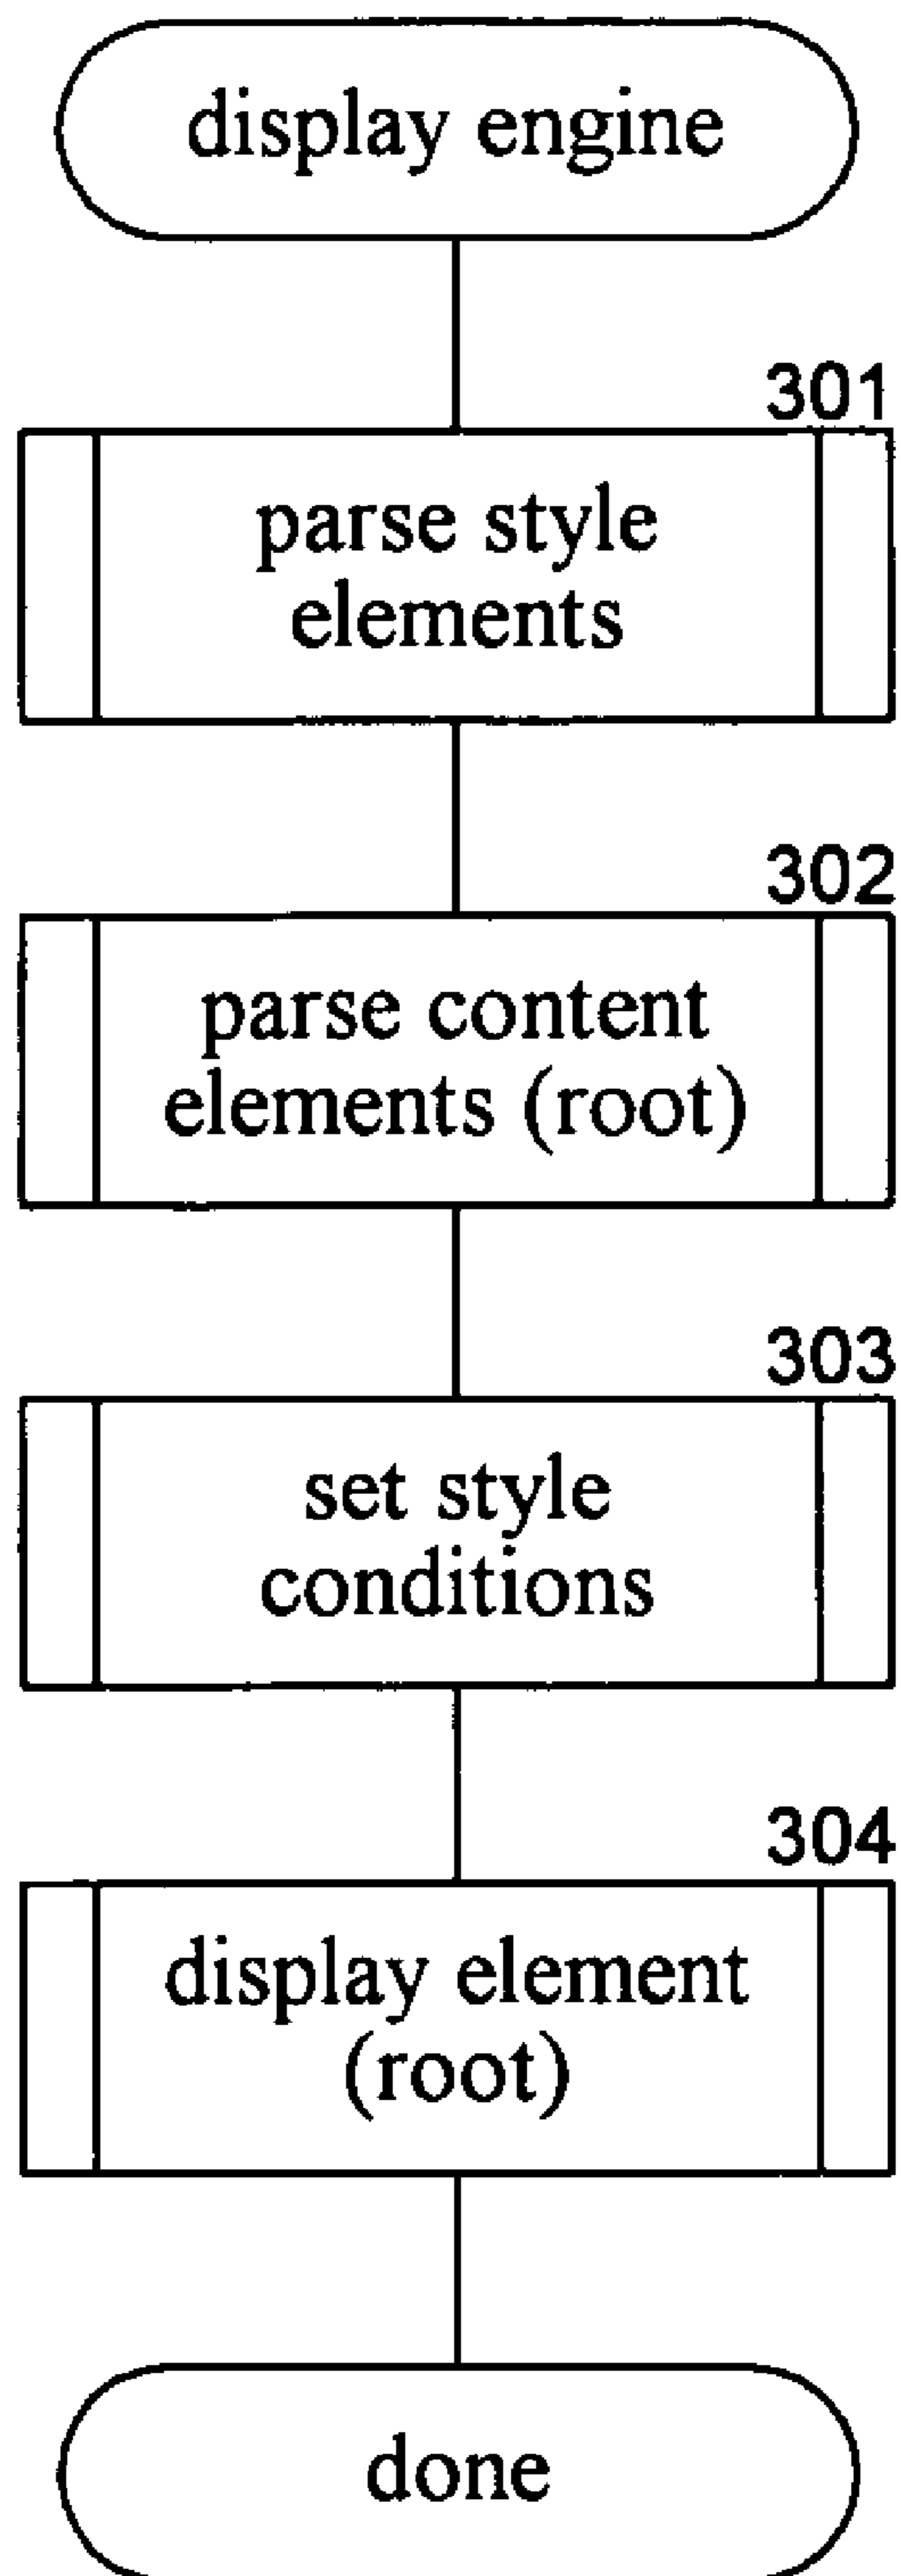 display engine
301
parse style
elements
302
parse content
elements (root)
303
set style
conditions
304
display element
(root)
done